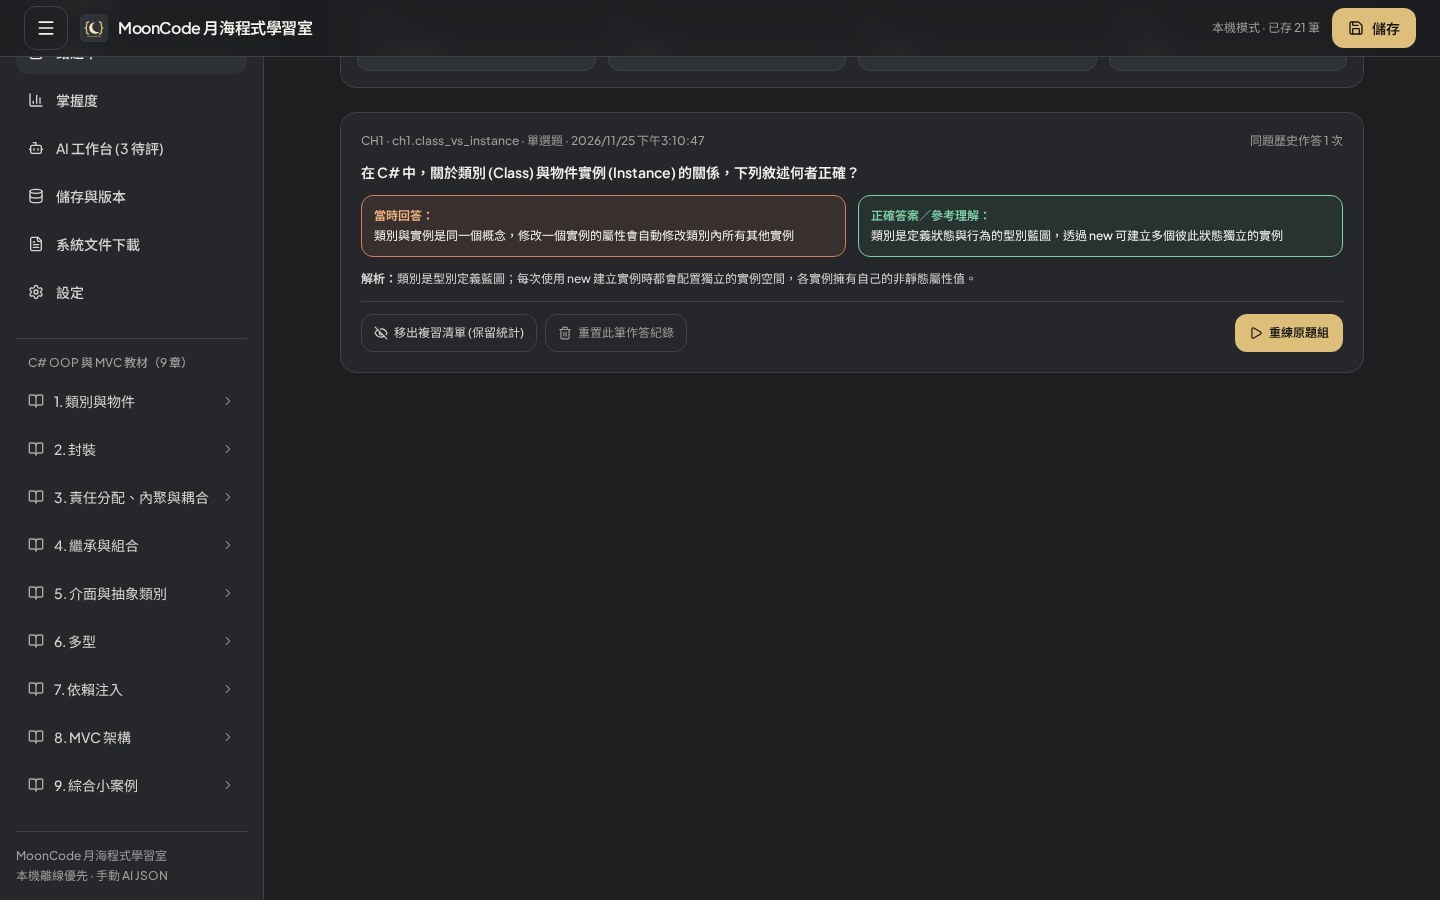 MoonCode 月海程式學習室
本機模式 · 已存 21 筆
儲存
掌握度
AI 工作台 (3 待評)
儲存與版本
系統文件下載
設定
C# OOP 與 MVC 教材（9 章）
1. 類別與物件
2. 封裝
3. 責任分配、內聚與耦合
4. 繼承與組合
5. 介面與抽象類別
6. 多型
7. 依賴注入
8. MVC 架構
9. 綜合小案例
MoonCode 月海程式學習室
本機離線優先 · 手動 AI JSON
CH1 · ch1.class_vs_instance · 單選題 · 2026/11/25 下午3:10:47
同題歷史作答 1 次
在 C# 中，關於類別 (Class) 與物件實例 (Instance) 的關係，下列敘述何者正確？
當時回答：
類別與實例是同一個概念，修改一個實例的屬性會自動修改類別內所有其他實例
正確答案／參考理解：
類別是定義狀態與行為的型別藍圖，透過 new 可建立多個彼此狀態獨立的實例
解析：類別是型別定義藍圖；每次使用 new 建立實例時都會配置獨立的實例空間，各實例擁有自己的非靜態屬性值。
移出複習清單 (保留統計)
重置此筆作答紀錄
重練原題組